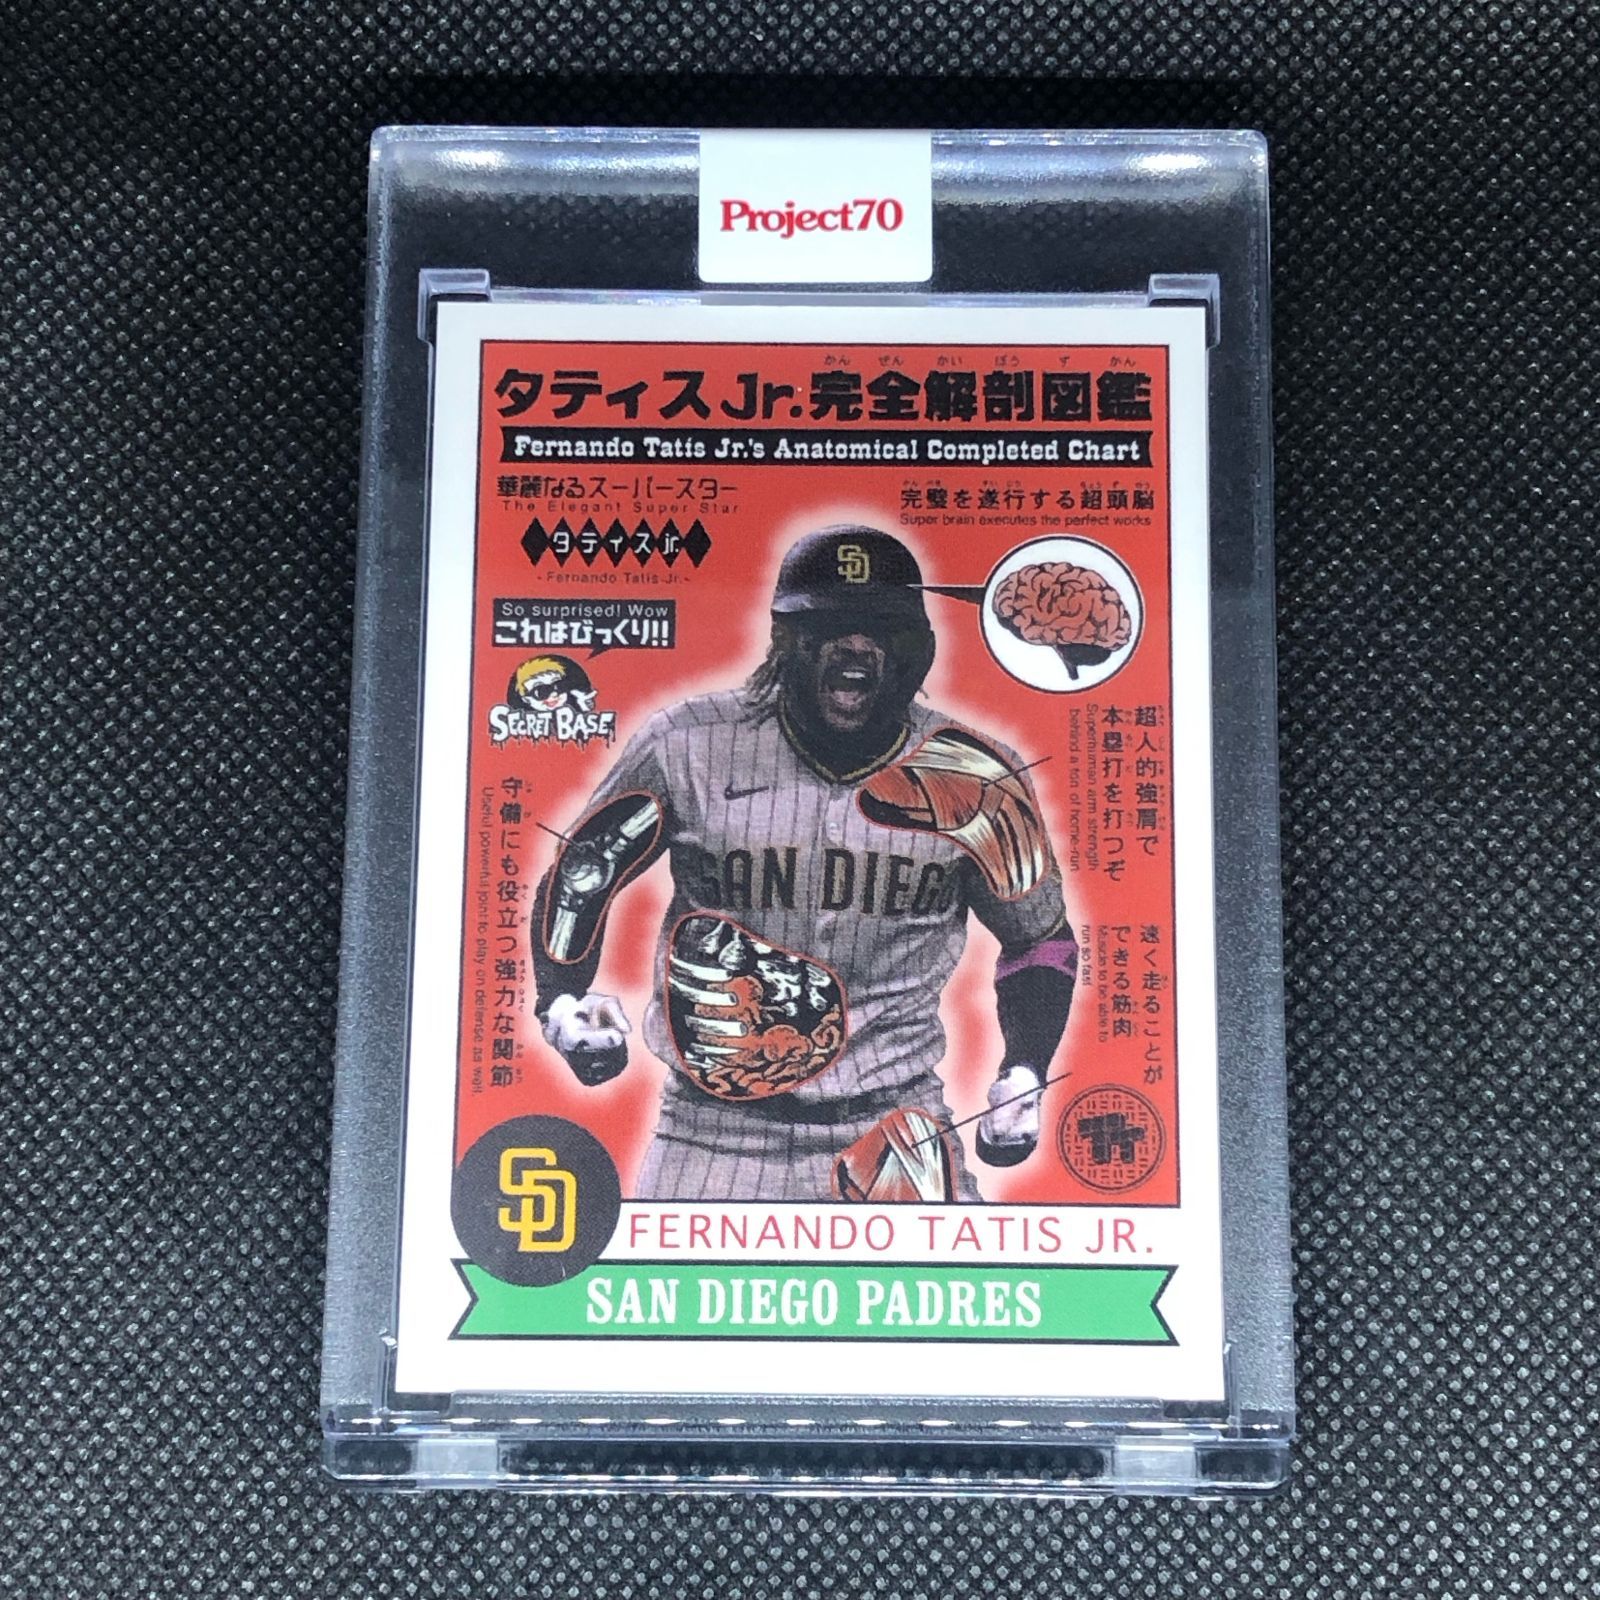 Project70
かん ぜん かい ぼう ず かん
タティスJr.完全解剖図鑑
Fernando Tatis Jr.'s Anatomical Completed Chart
華麗なるスーパースター
The Elegant Super Star
タティスjr.
- Fernando Tatis Jr. -
完璧を遂行する超頭脳
Super brain executes the perfect works
So surprised! Wow
これはびっくり!!
SECRET BASE
SD
超人的強肩で
本塁打を打つぞ
Superhuman arm strength
behind a ton of home-run
守備にも役立つ強力な関節
Useful powerful joint to play on defense as well.
SAN DIEGO
速く走ることが
できる筋肉
Muscle to be able to
run so fast
SD
FERNANDO TATIS JR.
SAN DIEGO PADRES